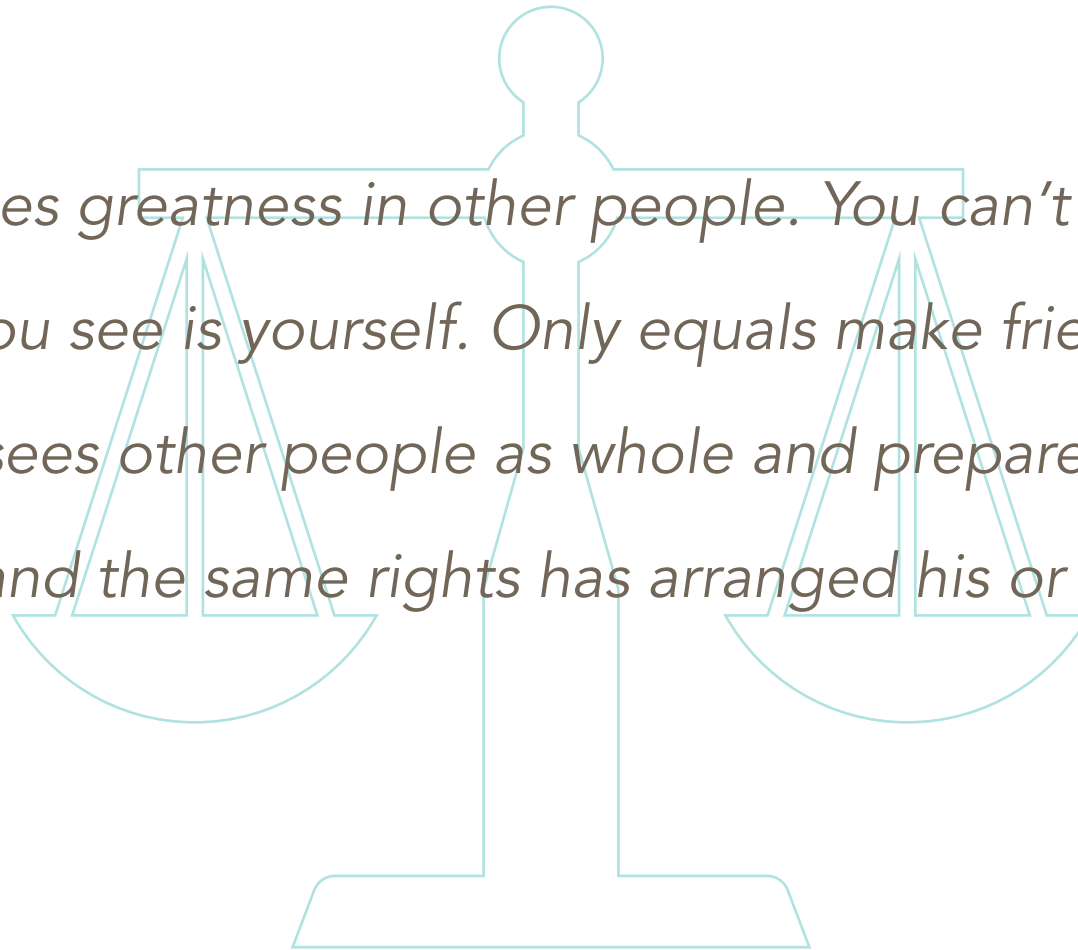 es greatness in other people. You can’t
ou see is yourself. Only equals make frie
sees other people as whole and prepare
and the same rights has arranged his or